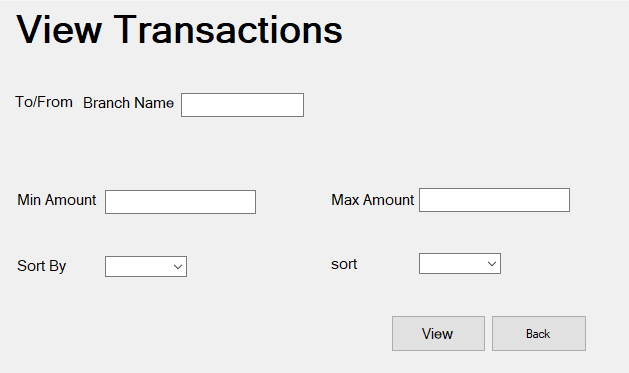 View Transactions
To/From Branch Name
Min Amount Max Amount
Sort By sort
View Back